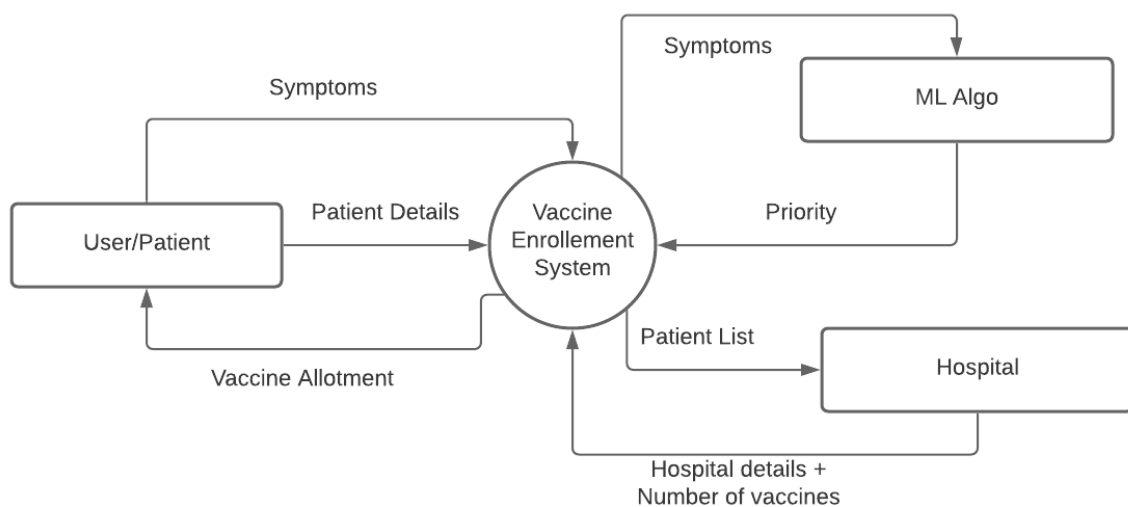 Symptoms
Symptoms
ML Algo
Patient Details
Priority
User/Patient
Vaccine
Enrollement
System
Patient List
Vaccine Allotment
Hospital
Hospital details +
Number of vaccines